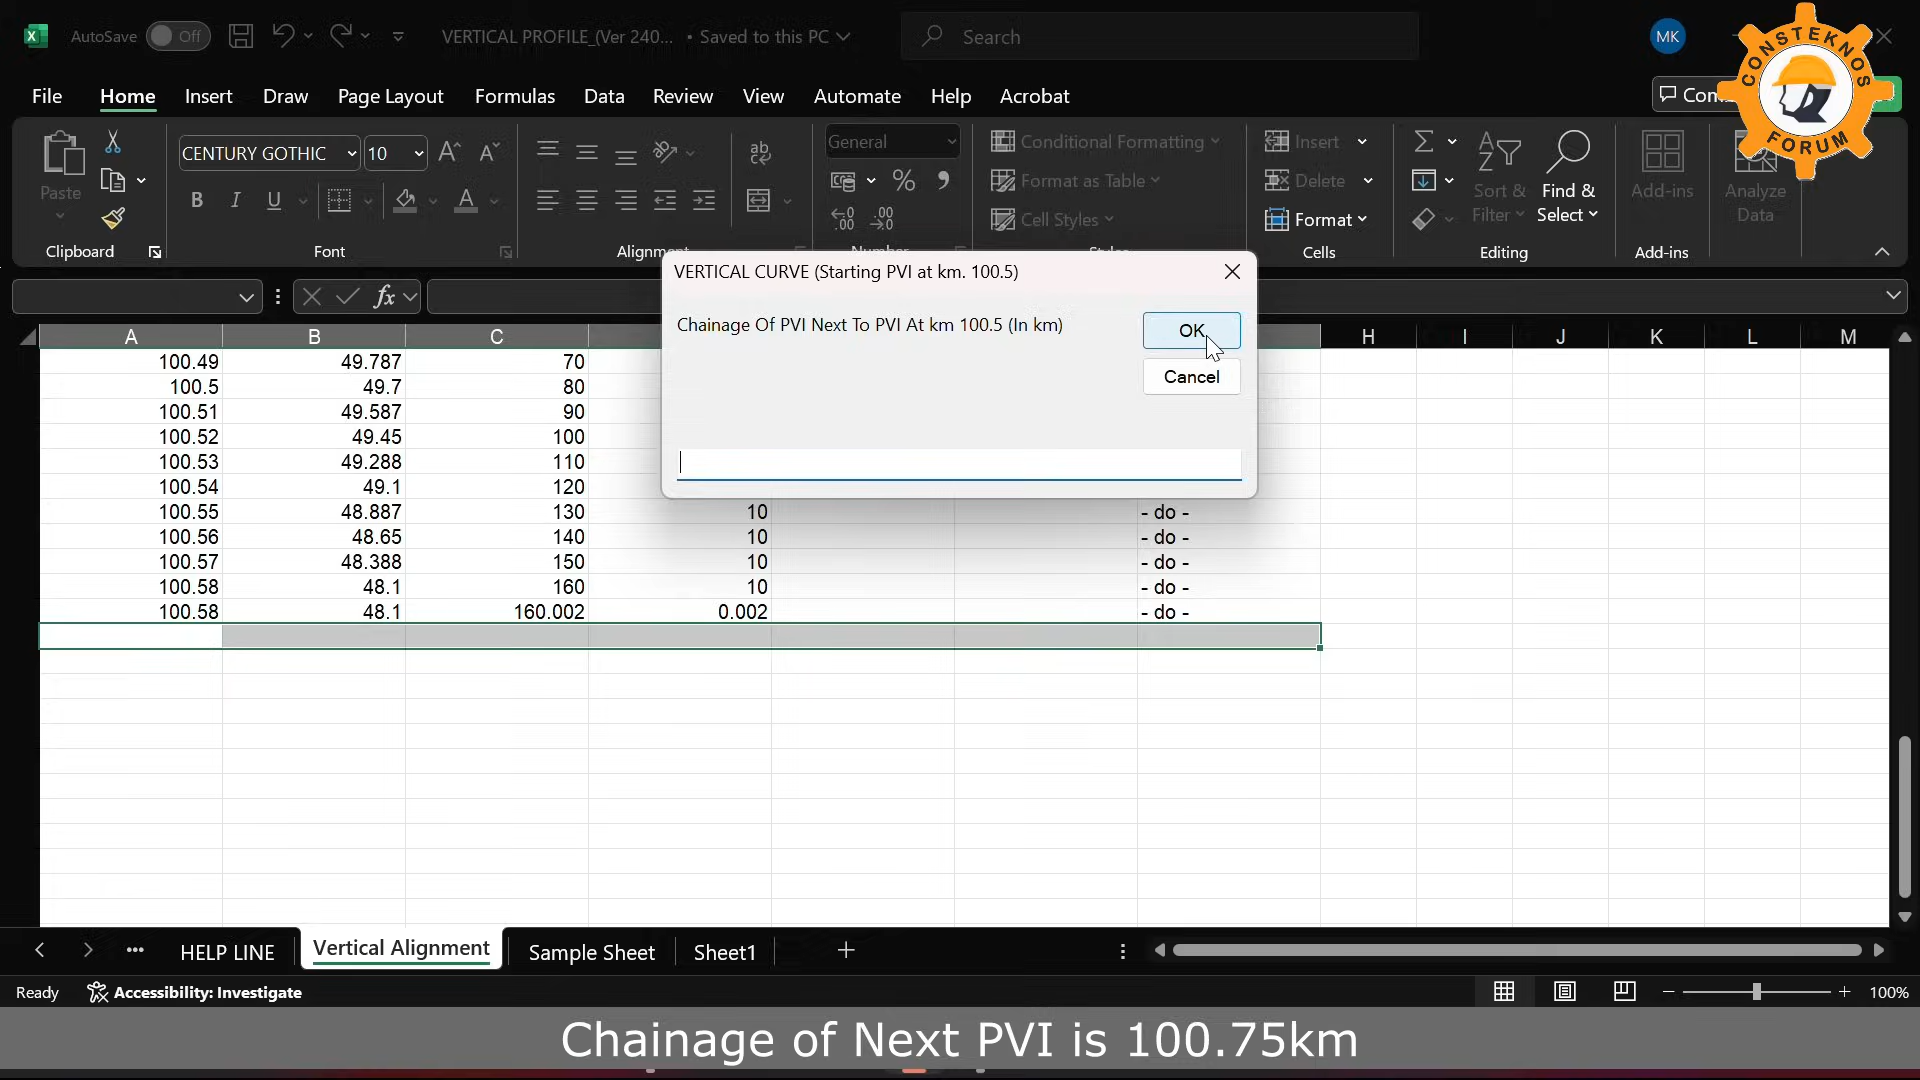 AutoSave Off VERTICAL PROFILE_(Ver 240... • Saved to this PC Search MK
CONSTEKNOS FORUM
File Home Insert Draw Page Layout Formulas Data Review View Automate Help Acrobat
CENTURY GOTHIC 10 General Conditional Formatting Insert
Paste Format as Table Delete Sort & Find & Add-ins Analyze
B I U A Cell Styles Format Filter Select Data
Clipboard Font Cells Editing Add-ins
VERTICAL CURVE (Starting PVI at km. 100.5)
Chainage Of PVI Next To PVI At km 100.5 (In km)
OK
Cancel
fx
A B C H I J K L M
100.49 49.787 70
100.5 49.7 80
100.51 49.587 90
100.52 49.45 100
100.53 49.288 110
100.54 49.1 120
100.55 48.887 130 10 - do -
100.56 48.65 140 10 - do -
100.57 48.388 150 10 - do -
100.58 48.1 160 10 - do -
100.58 48.1 160.002 0.002 - do -
HELP LINE Vertical Alignment Sample Sheet Sheet1
Ready Accessibility: Investigate 100%
Chainage of Next PVI is 100.75km